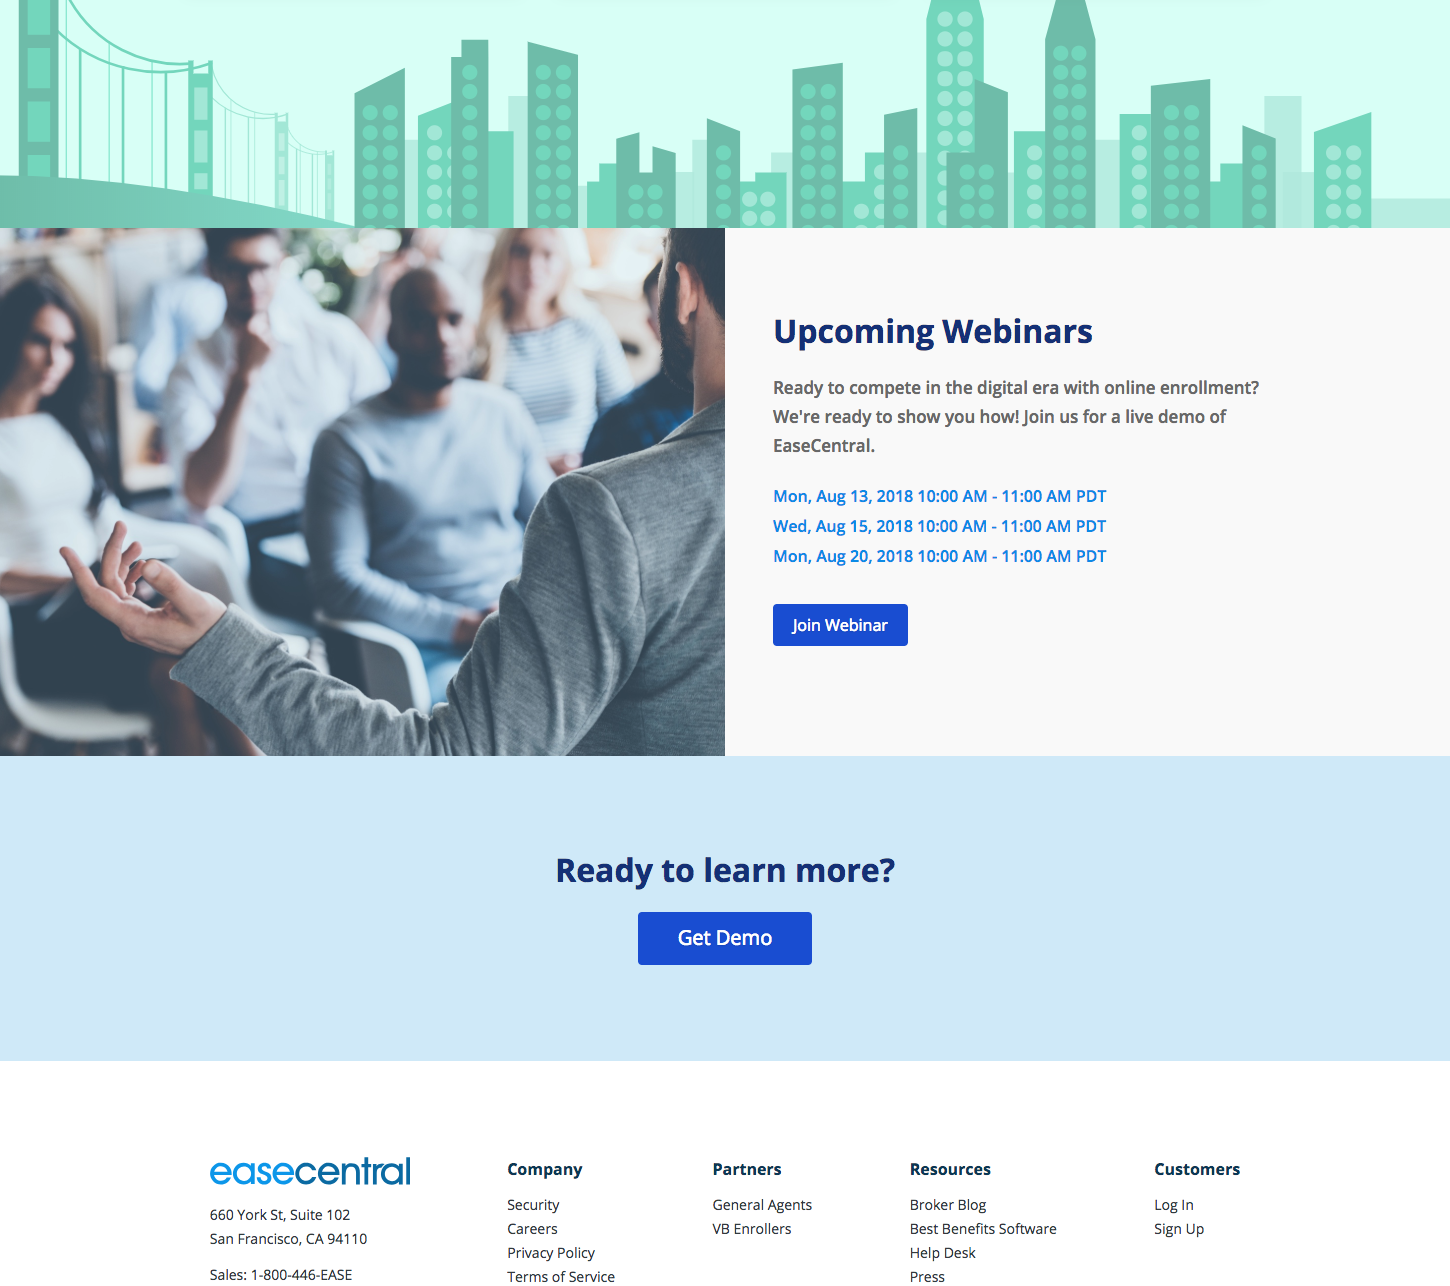 Upcoming Webinars
Ready to compete in the digital era with online enrollment?
We're ready to show you how! Join us for a live demo of
EaseCentral.
Mon, Aug 13, 2018 10:00 AM - 11:00 AM PDT
Wed, Aug 15, 2018 10:00 AM - 11:00 AM PDT
Mon, Aug 20, 2018 10:00 AM - 11:00 AM PDT
Join Webinar
Ready to learn more?
Get Demo
easecentral
660 York St, Suite 102
San Francisco, CA 94110
Sales: 1-800-446-EASE
Company
Security
Careers
Privacy Policy
Terms of Service
Partners
General Agents
VB Enrollers
Resources
Broker Blog
Best Benefits Software
Help Desk
Press
Customers
Log In
Sign Up